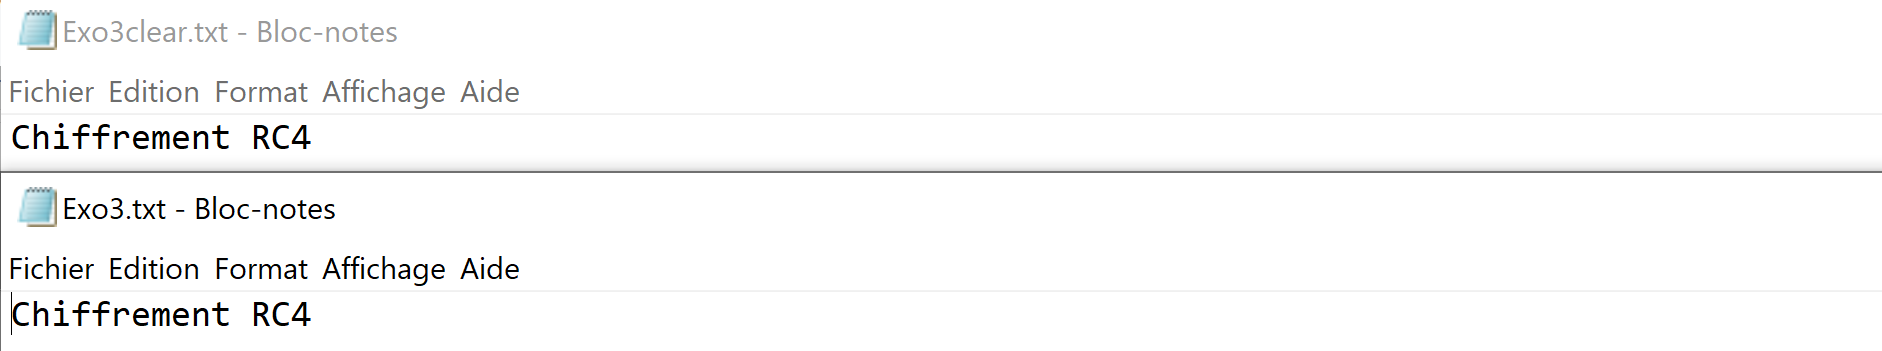 Exo3clear.txt - Bloc-notes
Fichier Edition Format Affichage Aide
Chiffrement RC4
Exo3.txt - Bloc-notes
Fichier Edition Format Affichage Aide
Chiffrement RC4